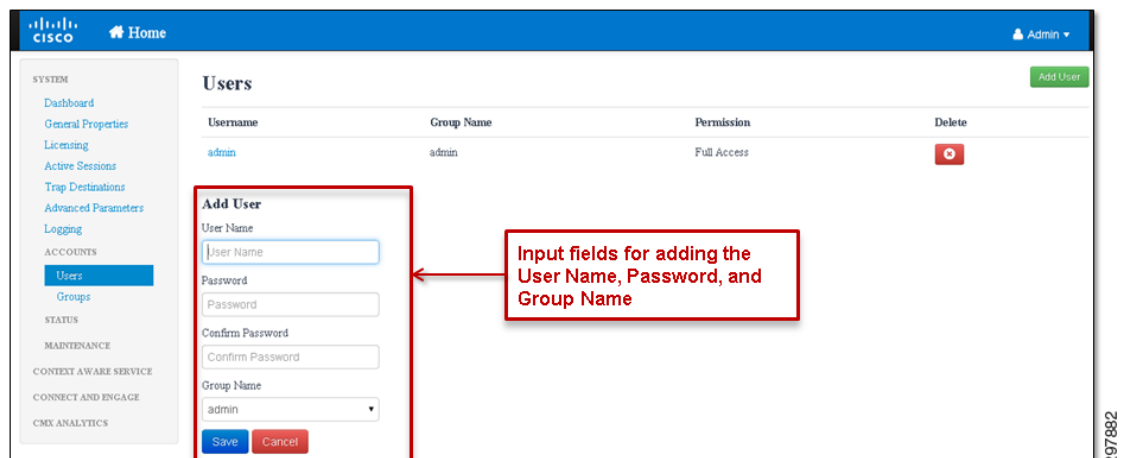 CISCO
Home
Admin
SYSTEM
Dashboard
General Properties
Licensing
Active Sessions
Trap Destinations
Advanced Parameters
Logging
ACCOUNTS
Users
Groups
STATUS
MAINTENANCE
CONTEXT AWARE SERVICE
CONNECT AND ENGAGE
CMX ANALYTICS
Users
Add User
Username Group Name Permission Delete
admin admin Full Access
Add User
User Name
User Name
Password
Password
Confirm Password
Confirm Password
Group Name
admin
Save Cancel
Input fields for adding the
User Name, Password, and
Group Name
297882